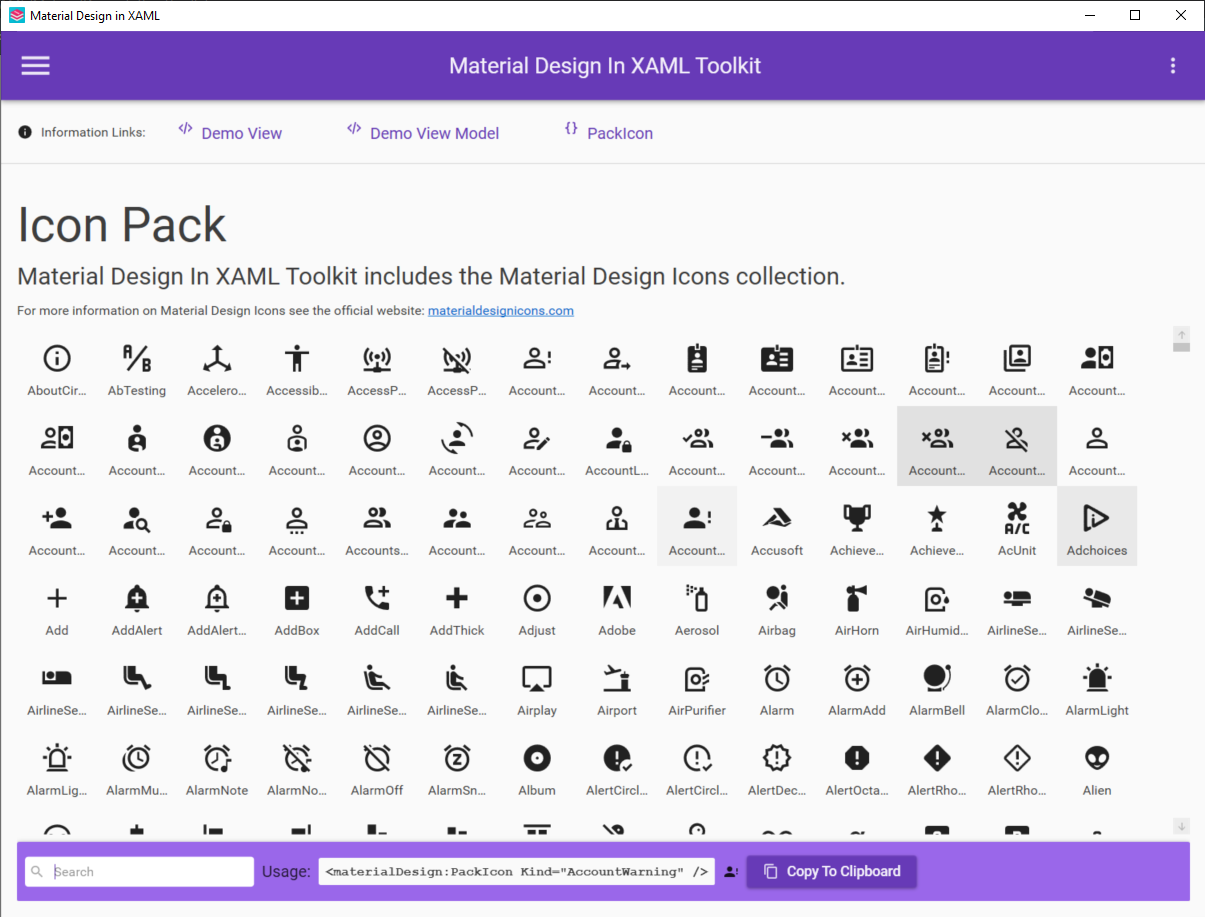 Material Design in XAML
Material Design In XAML Toolkit
Information Links: Demo View Demo View Model PackIcon
Icon Pack
Material Design In XAML Toolkit includes the Material Design Icons collection.
For more information on Material Design Icons see the official website: materialdesignicons.com
AboutCir... AbTesting Accelero... Accessib... AccessP... AccessP... Account... Account... Account... Account... Account... Account... Account... Account...
Account... Account... Account... Account... Account... Account... Account... AccountL... Account... Account... Account... Account... Account... Account...
A/C
Account... Account... Account... Account... Accounts... Account... Account... Account... Account... Accusoft Achieve... Achieve... AcUnit Adchoices
Add AddAlert AddAlert... AddBox AddCall AddThick Adjust Adobe Aerosol Airbag AirHorn AirHumid... AirlineSe... AirlineSe...
AirlineSe... AirlineSe... AirlineSe... AirlineSe... AirlineSe... AirlineSe... Airplay Airport AirPurifier Alarm AlarmAdd AlarmBell AlarmClo... AlarmLight
AlarmLig... AlarmMu... AlarmNote AlarmNo... AlarmOff AlarmSn... Album AlertCircl... AlertCircl... AlertDec... AlertOcta... AlertRho... AlertRho... Alien
Search Usage: <materialDesign:PackIcon Kind="AccountWarning" /> Copy To Clipboard